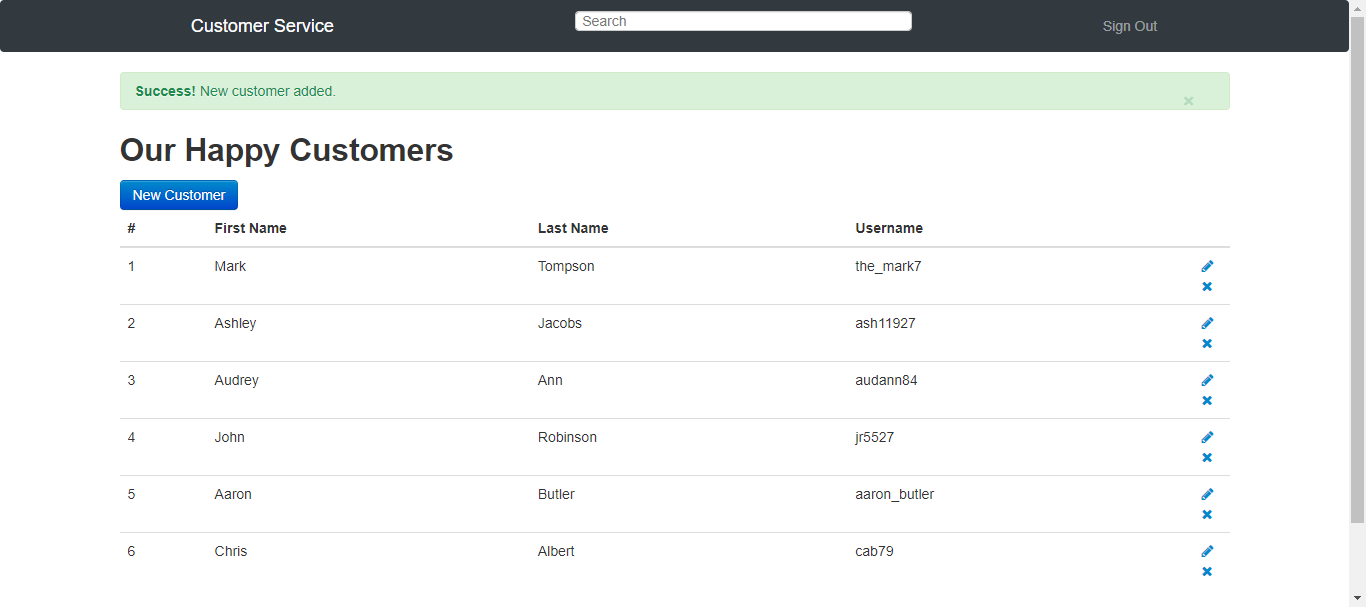 Customer Service Search Sign Out
Success! New customer added.
Our Happy Customers
New Customer
# First Name Last Name Username
1 Mark Tompson the_mark7
2 Ashley Jacobs ash11927
3 Audrey Ann audann84
4 John Robinson jr5527
5 Aaron Butler aaron_butler
6 Chris Albert cab79